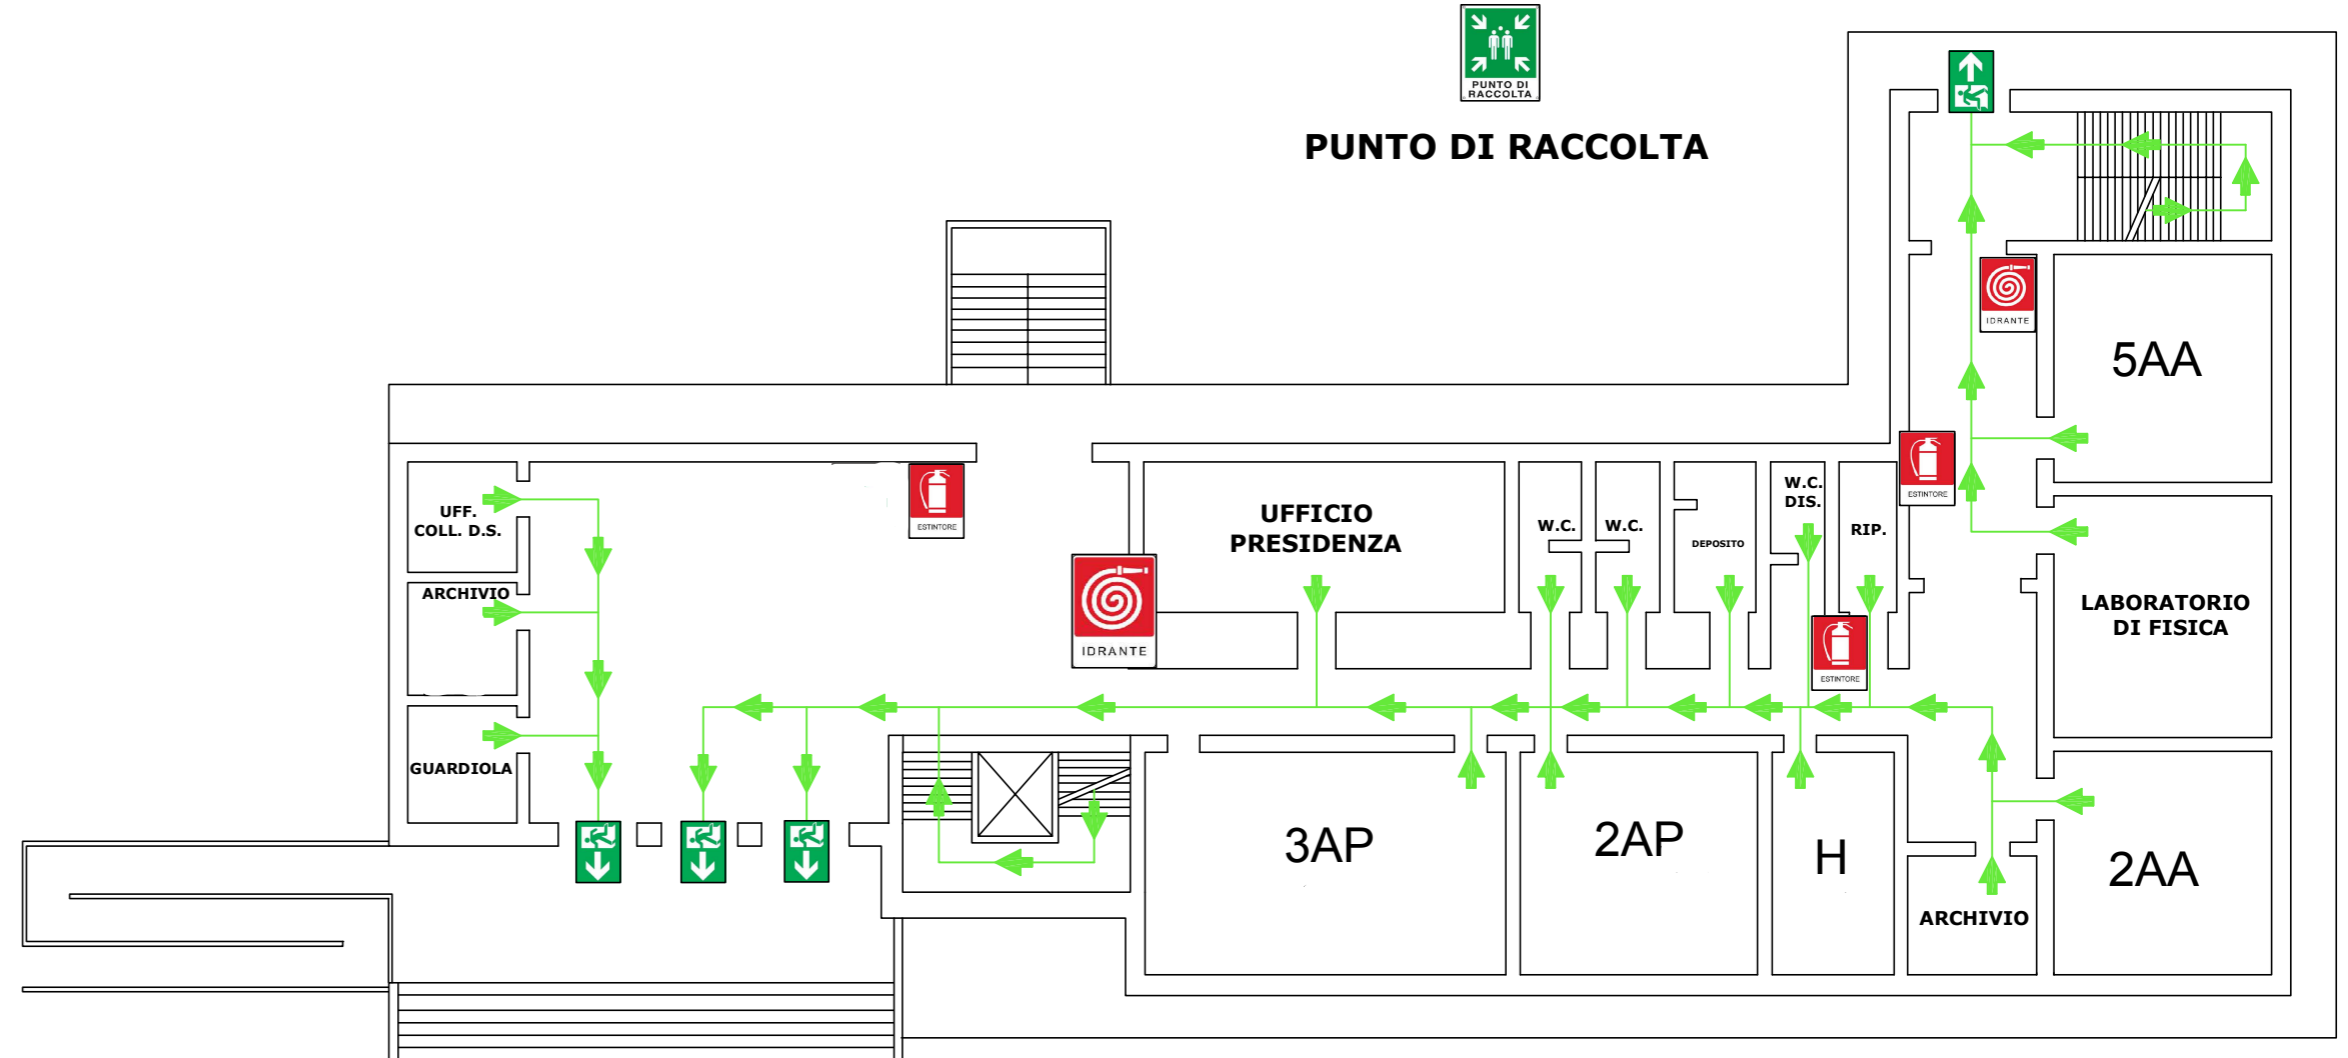 PUNTO DI
RACCOLTA
PUNTO DI RACCOLTA
IDRANTE
5AA
ESTINTORE
ESTINTORE
UFF.
COLL. D.S.
UFFICIO
PRESIDENZA
W.C.
W.C.
DEPOSITO
W.C.
DIS.
RIP.
ARCHIVIO
IDRANTE
ESTINTORE
LABORATORIO
DI FISICA
GUARDIOLA
3AP
2AP
H
ARCHIVIO
2AA